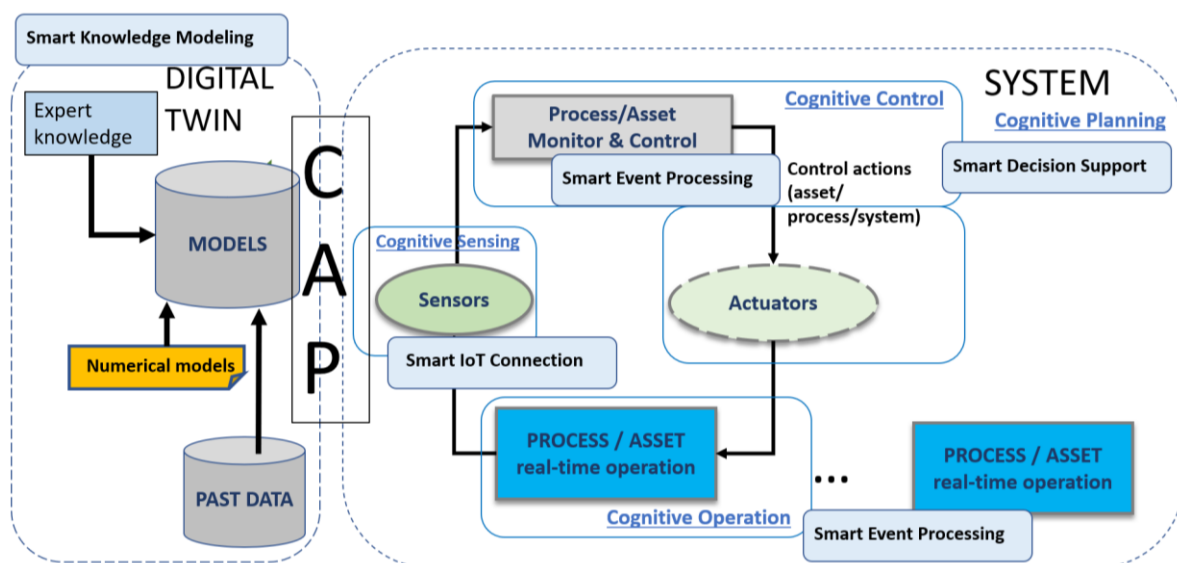 Smart Knowledge Modeling
DIGITAL
TWIN
Expert
knowledge
MODELS
Numerical models
PAST DATA
C
A
P
SYSTEM
Cognitive Control
Cognitive Planning
Process/Asset
Monitor & Control
Smart Event Processing
Smart Decision Support
Control actions
(asset/
process/system)
Cognitive Sensing
Sensors
Actuators
Smart IoT Connection
PROCESS / ASSET
real-time operation
Cognitive Operation
...
PROCESS / ASSET
real-time operation
Smart Event Processing